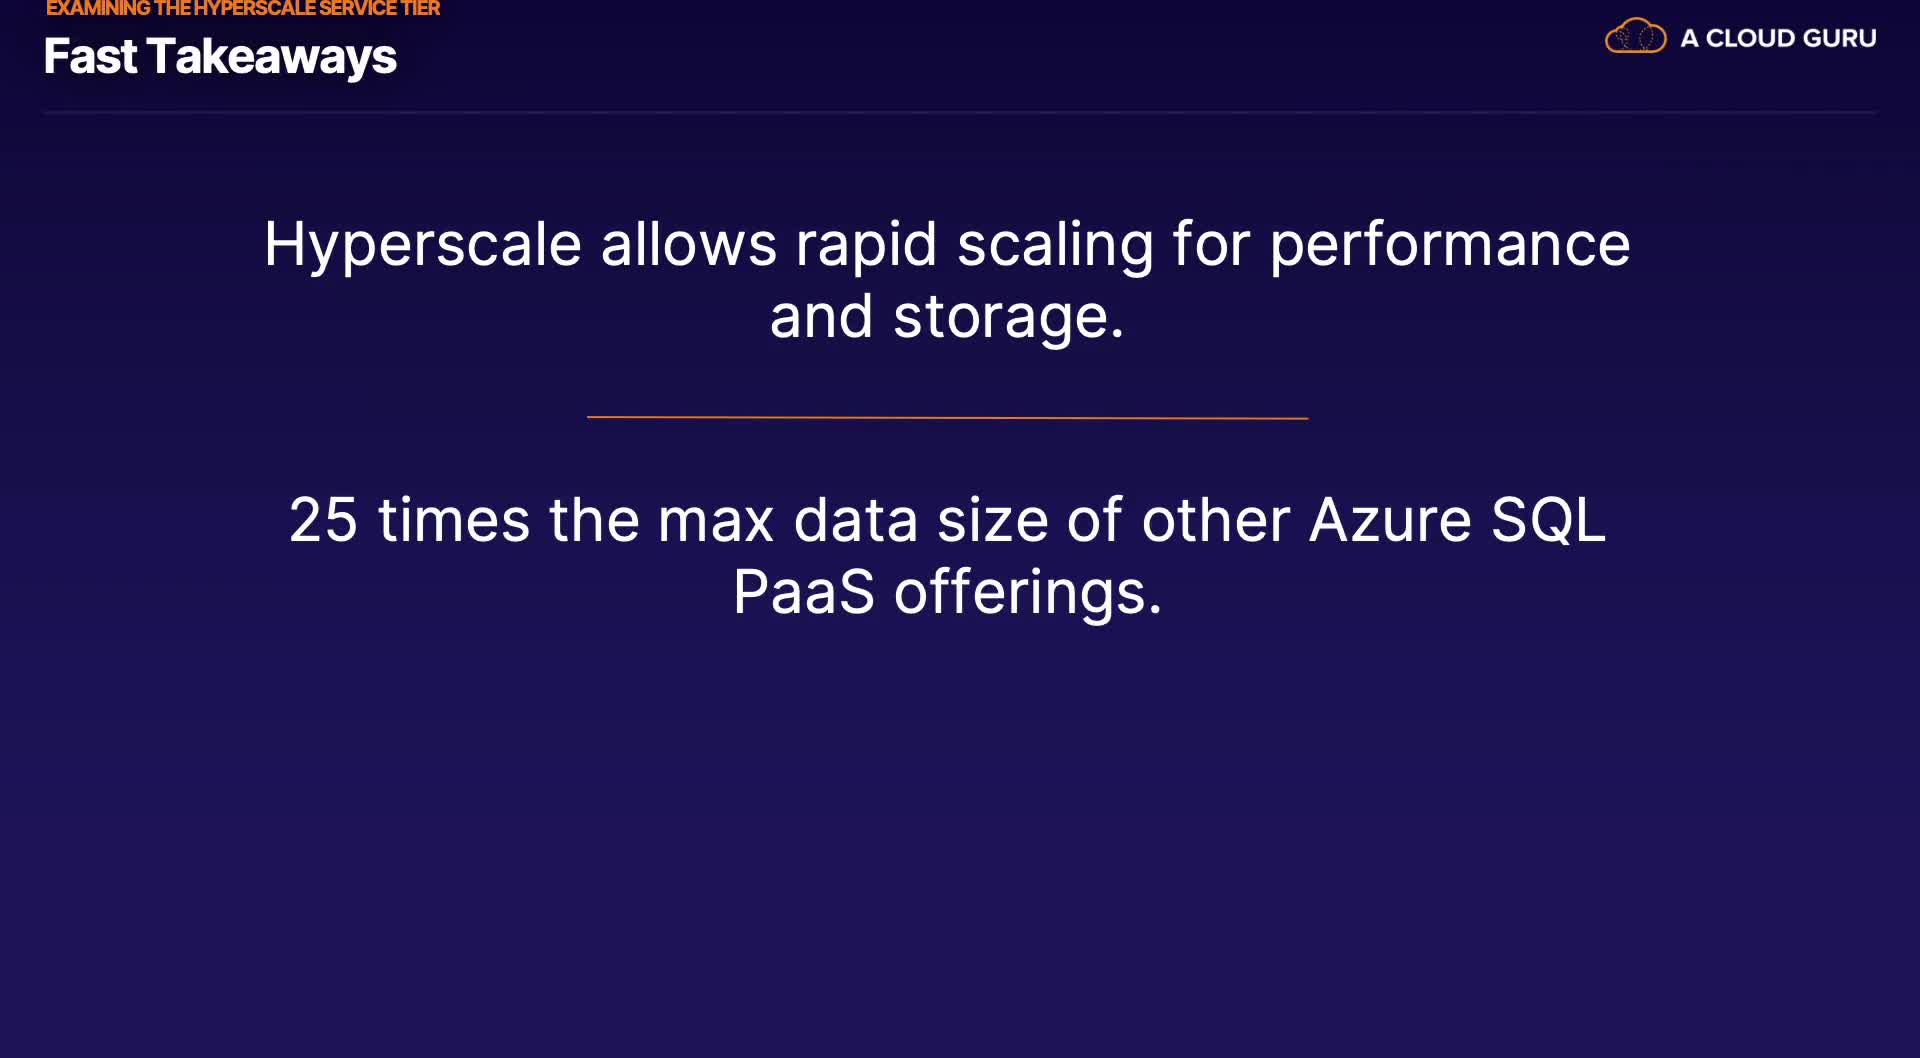 EXAMINING THE HYPERSCALE SERVICE TIER
Fast Takeaways
A CLOUD GURU
Hyperscale allows rapid scaling for performance
and storage.
25 times the max data size of other Azure SQL
PaaS offerings.